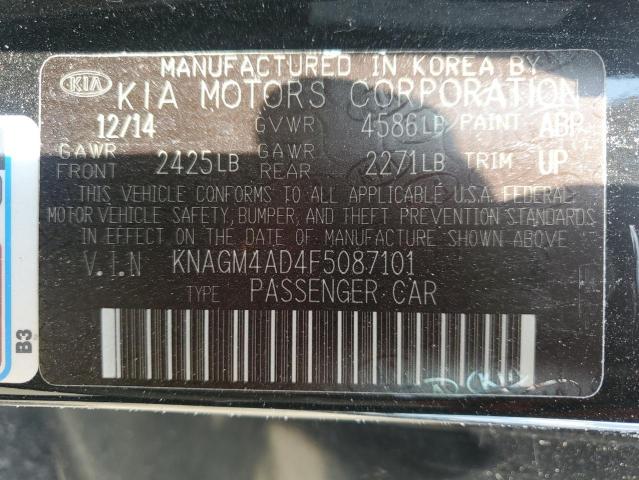 MANUFACTURED IN KOREA BY
KIA KIA MOTORS CORPORATION
12/14 GVWR 4586LB PAINT ABP
GAWR FRONT 2425LB GAWR REAR 2271LB TRIM UP
THIS VEHICLE CONFORMS TO ALL APPLICABLE U.S.A. FEDERAL
MOTOR VEHICLE SAFETY, BUMPER, AND THEFT PREVENTION STANDARDS
IN EFFECT ON THE DATE OF MANUFACTURE SHOWN ABOVE
V.I.N KNAGM4AD4F5087101
TYPE PASSENGER CAR
B3